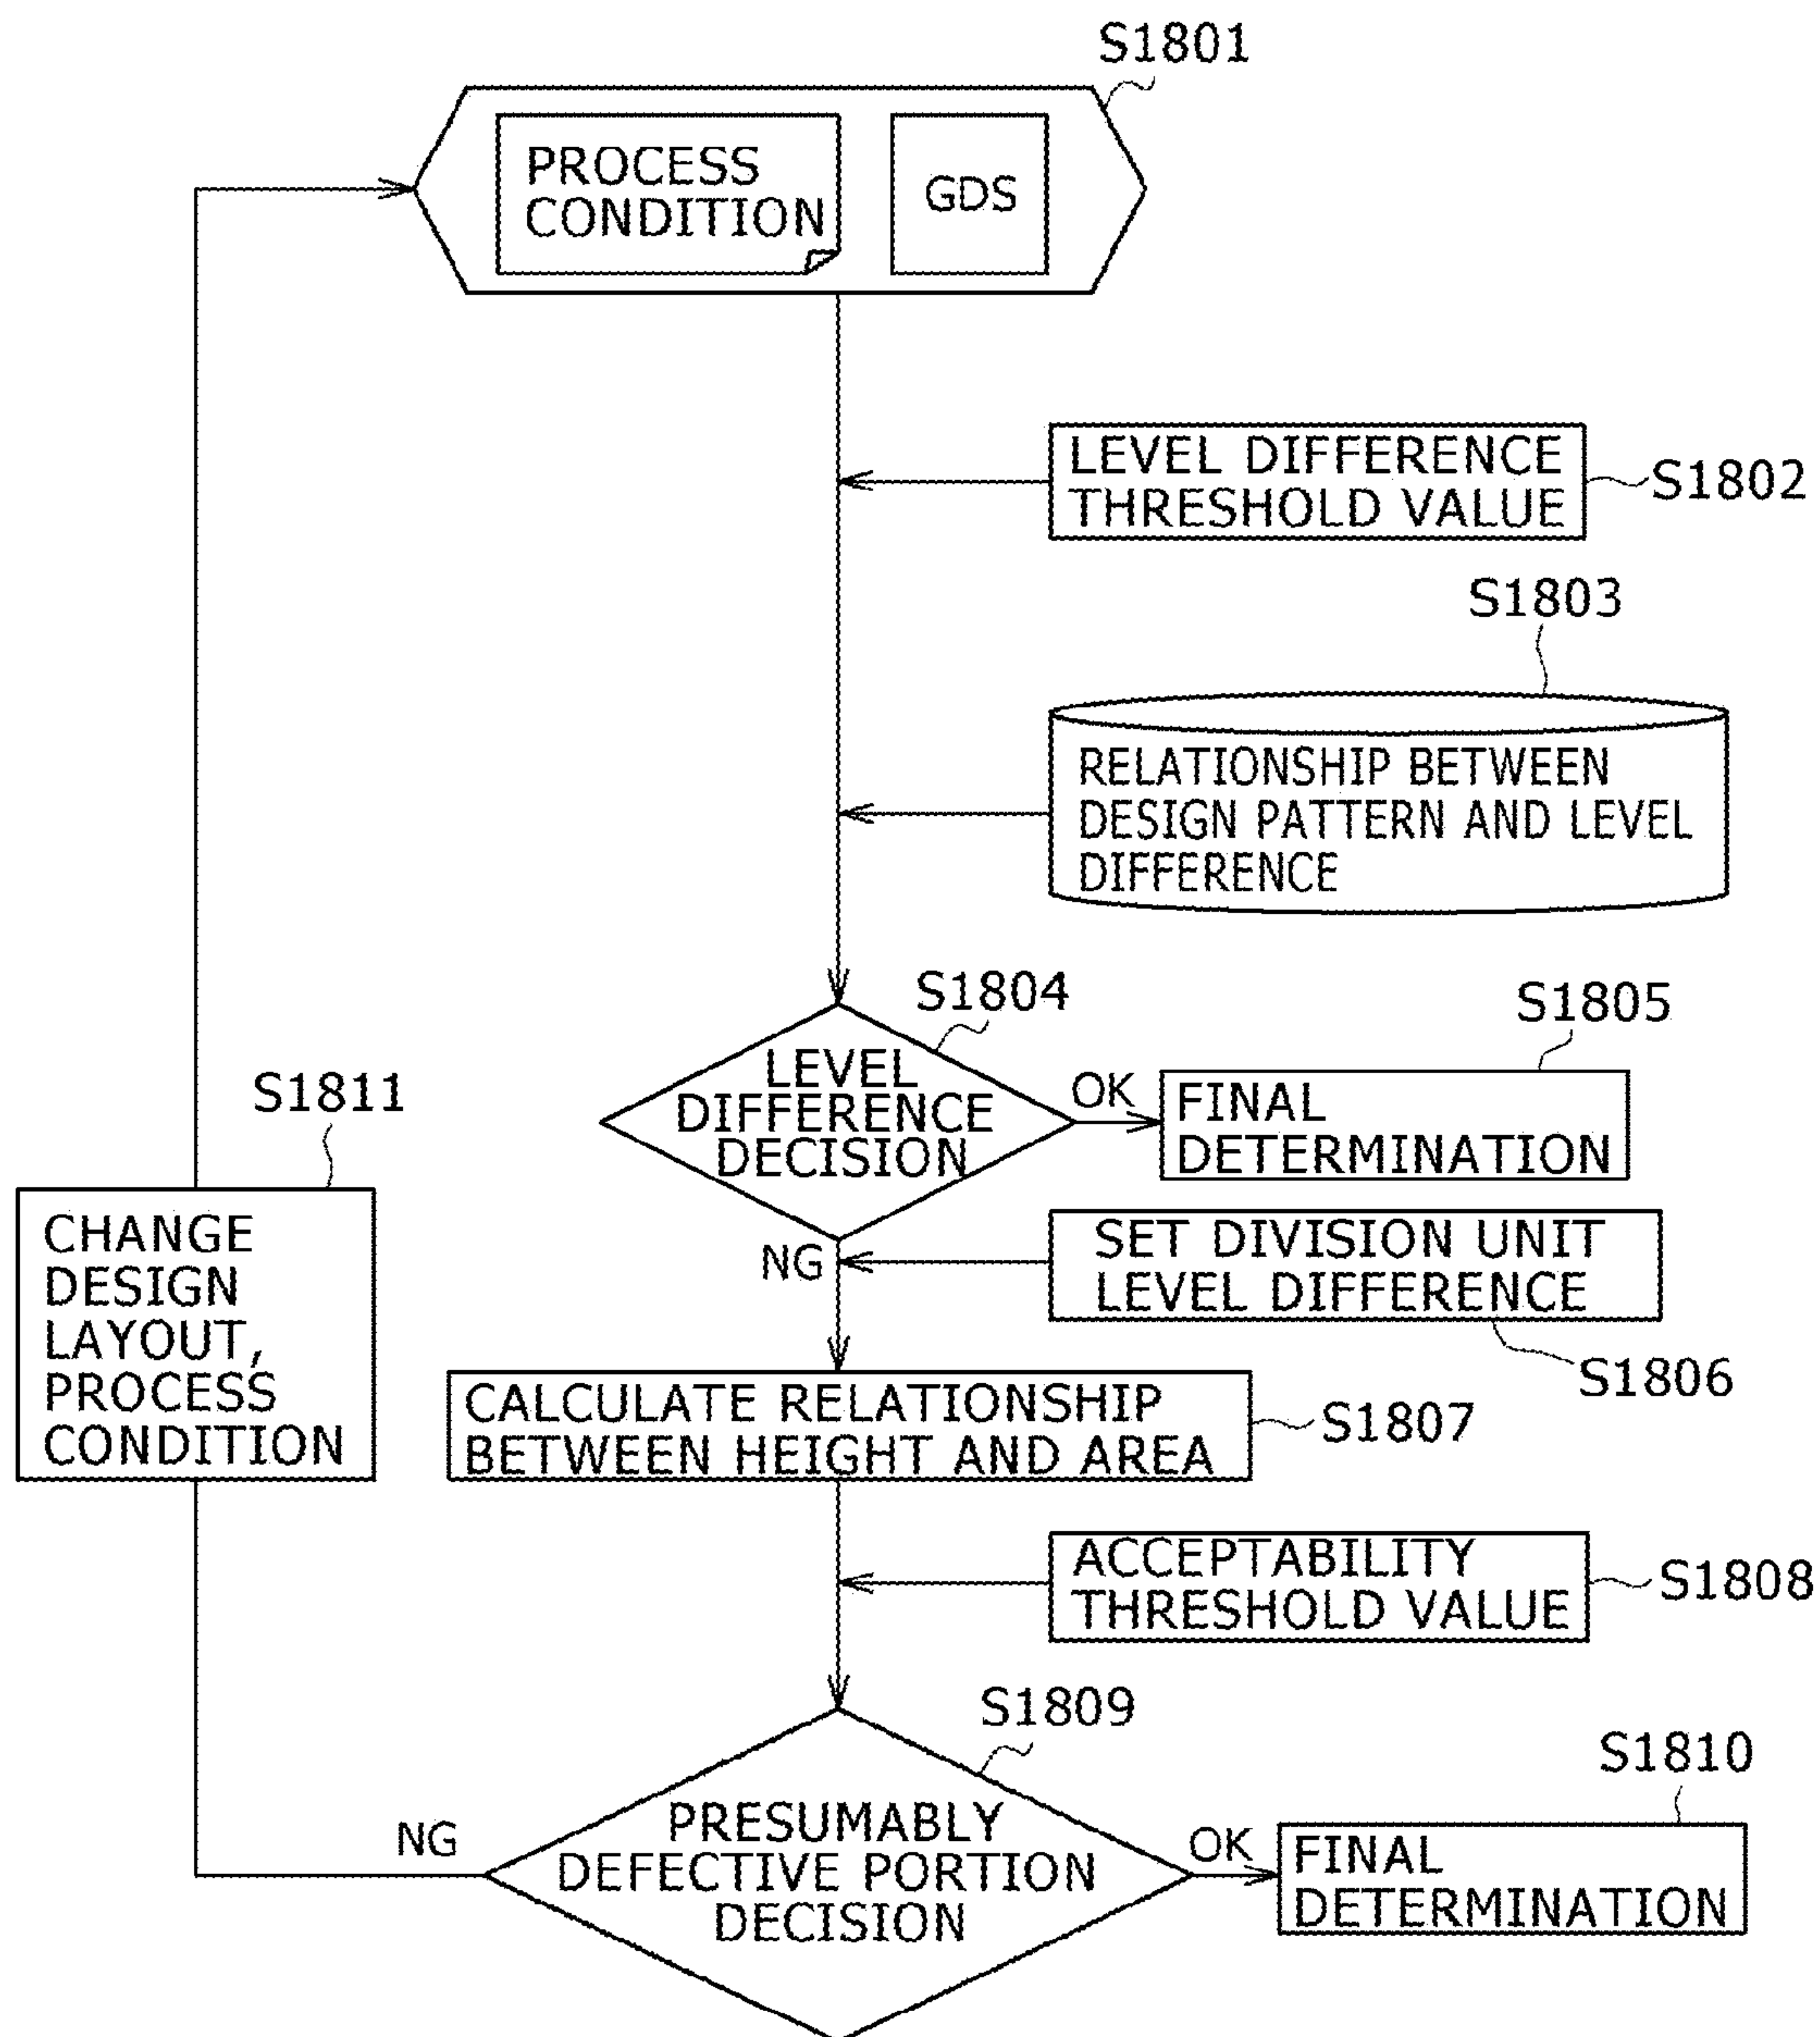 S1801
PROCESS
CONDITION
GDS
LEVEL DIFFERENCE
THRESHOLD VALUE
S1802
S1803
RELATIONSHIP BETWEEN
DESIGN PATTERN AND LEVEL
DIFFERENCE
S1804
LEVEL
DIFFERENCE
DECISION
OK
S1805
FINAL
DETERMINATION
S1811
CHANGE
DESIGN
LAYOUT,
PROCESS
CONDITION
NG
SET DIVISION UNIT
LEVEL DIFFERENCE
S1806
CALCULATE RELATIONSHIP
BETWEEN HEIGHT AND AREA
S1807
ACCEPTABILITY
THRESHOLD VALUE
S1808
S1809
PRESUMABLY
DEFECTIVE PORTION
DECISION
NG
OK
S1810
FINAL
DETERMINATION